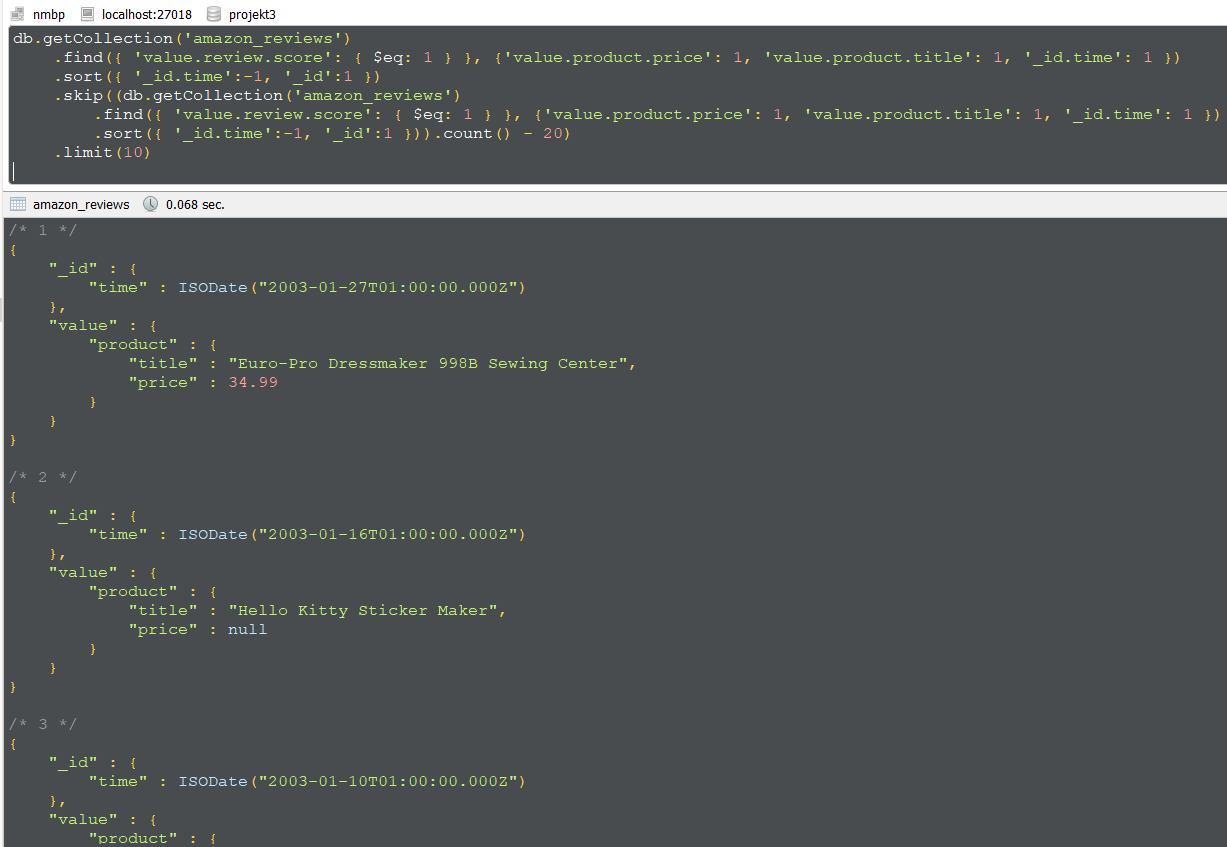 nmbp localhost:27018 projekt3
db.getCollection('amazon_reviews')
    .find({ 'value.review.score': { $eq: 1 } }, {'value.product.price': 1, 'value.product.title': 1, '_id.time': 1 })
    .sort({ '_id.time':-1, '_id':1 })
    .skip((db.getCollection('amazon_reviews')
        .find({ 'value.review.score': { $eq: 1 } }, {'value.product.price': 1, 'value.product.title': 1, '_id.time': 1 })
        .sort({ '_id.time':-1, '_id':1 })).count() - 20)
    .limit(10)
amazon_reviews 0.068 sec.
/* 1 */
{
    "_id" : {
        "time" : ISODate("2003-01-27T01:00:00.000Z")
    },
    "value" : {
        "product" : {
            "title" : "Euro-Pro Dressmaker 998B Sewing Center",
            "price" : 34.99
        }
    }
}
/* 2 */
{
    "_id" : {
        "time" : ISODate("2003-01-16T01:00:00.000Z")
    },
    "value" : {
        "product" : {
            "title" : "Hello Kitty Sticker Maker",
            "price" : null
        }
    }
}
/* 3 */
{
    "_id" : {
        "time" : ISODate("2003-01-10T01:00:00.000Z")
    },
    "value" : {
        "product" : {